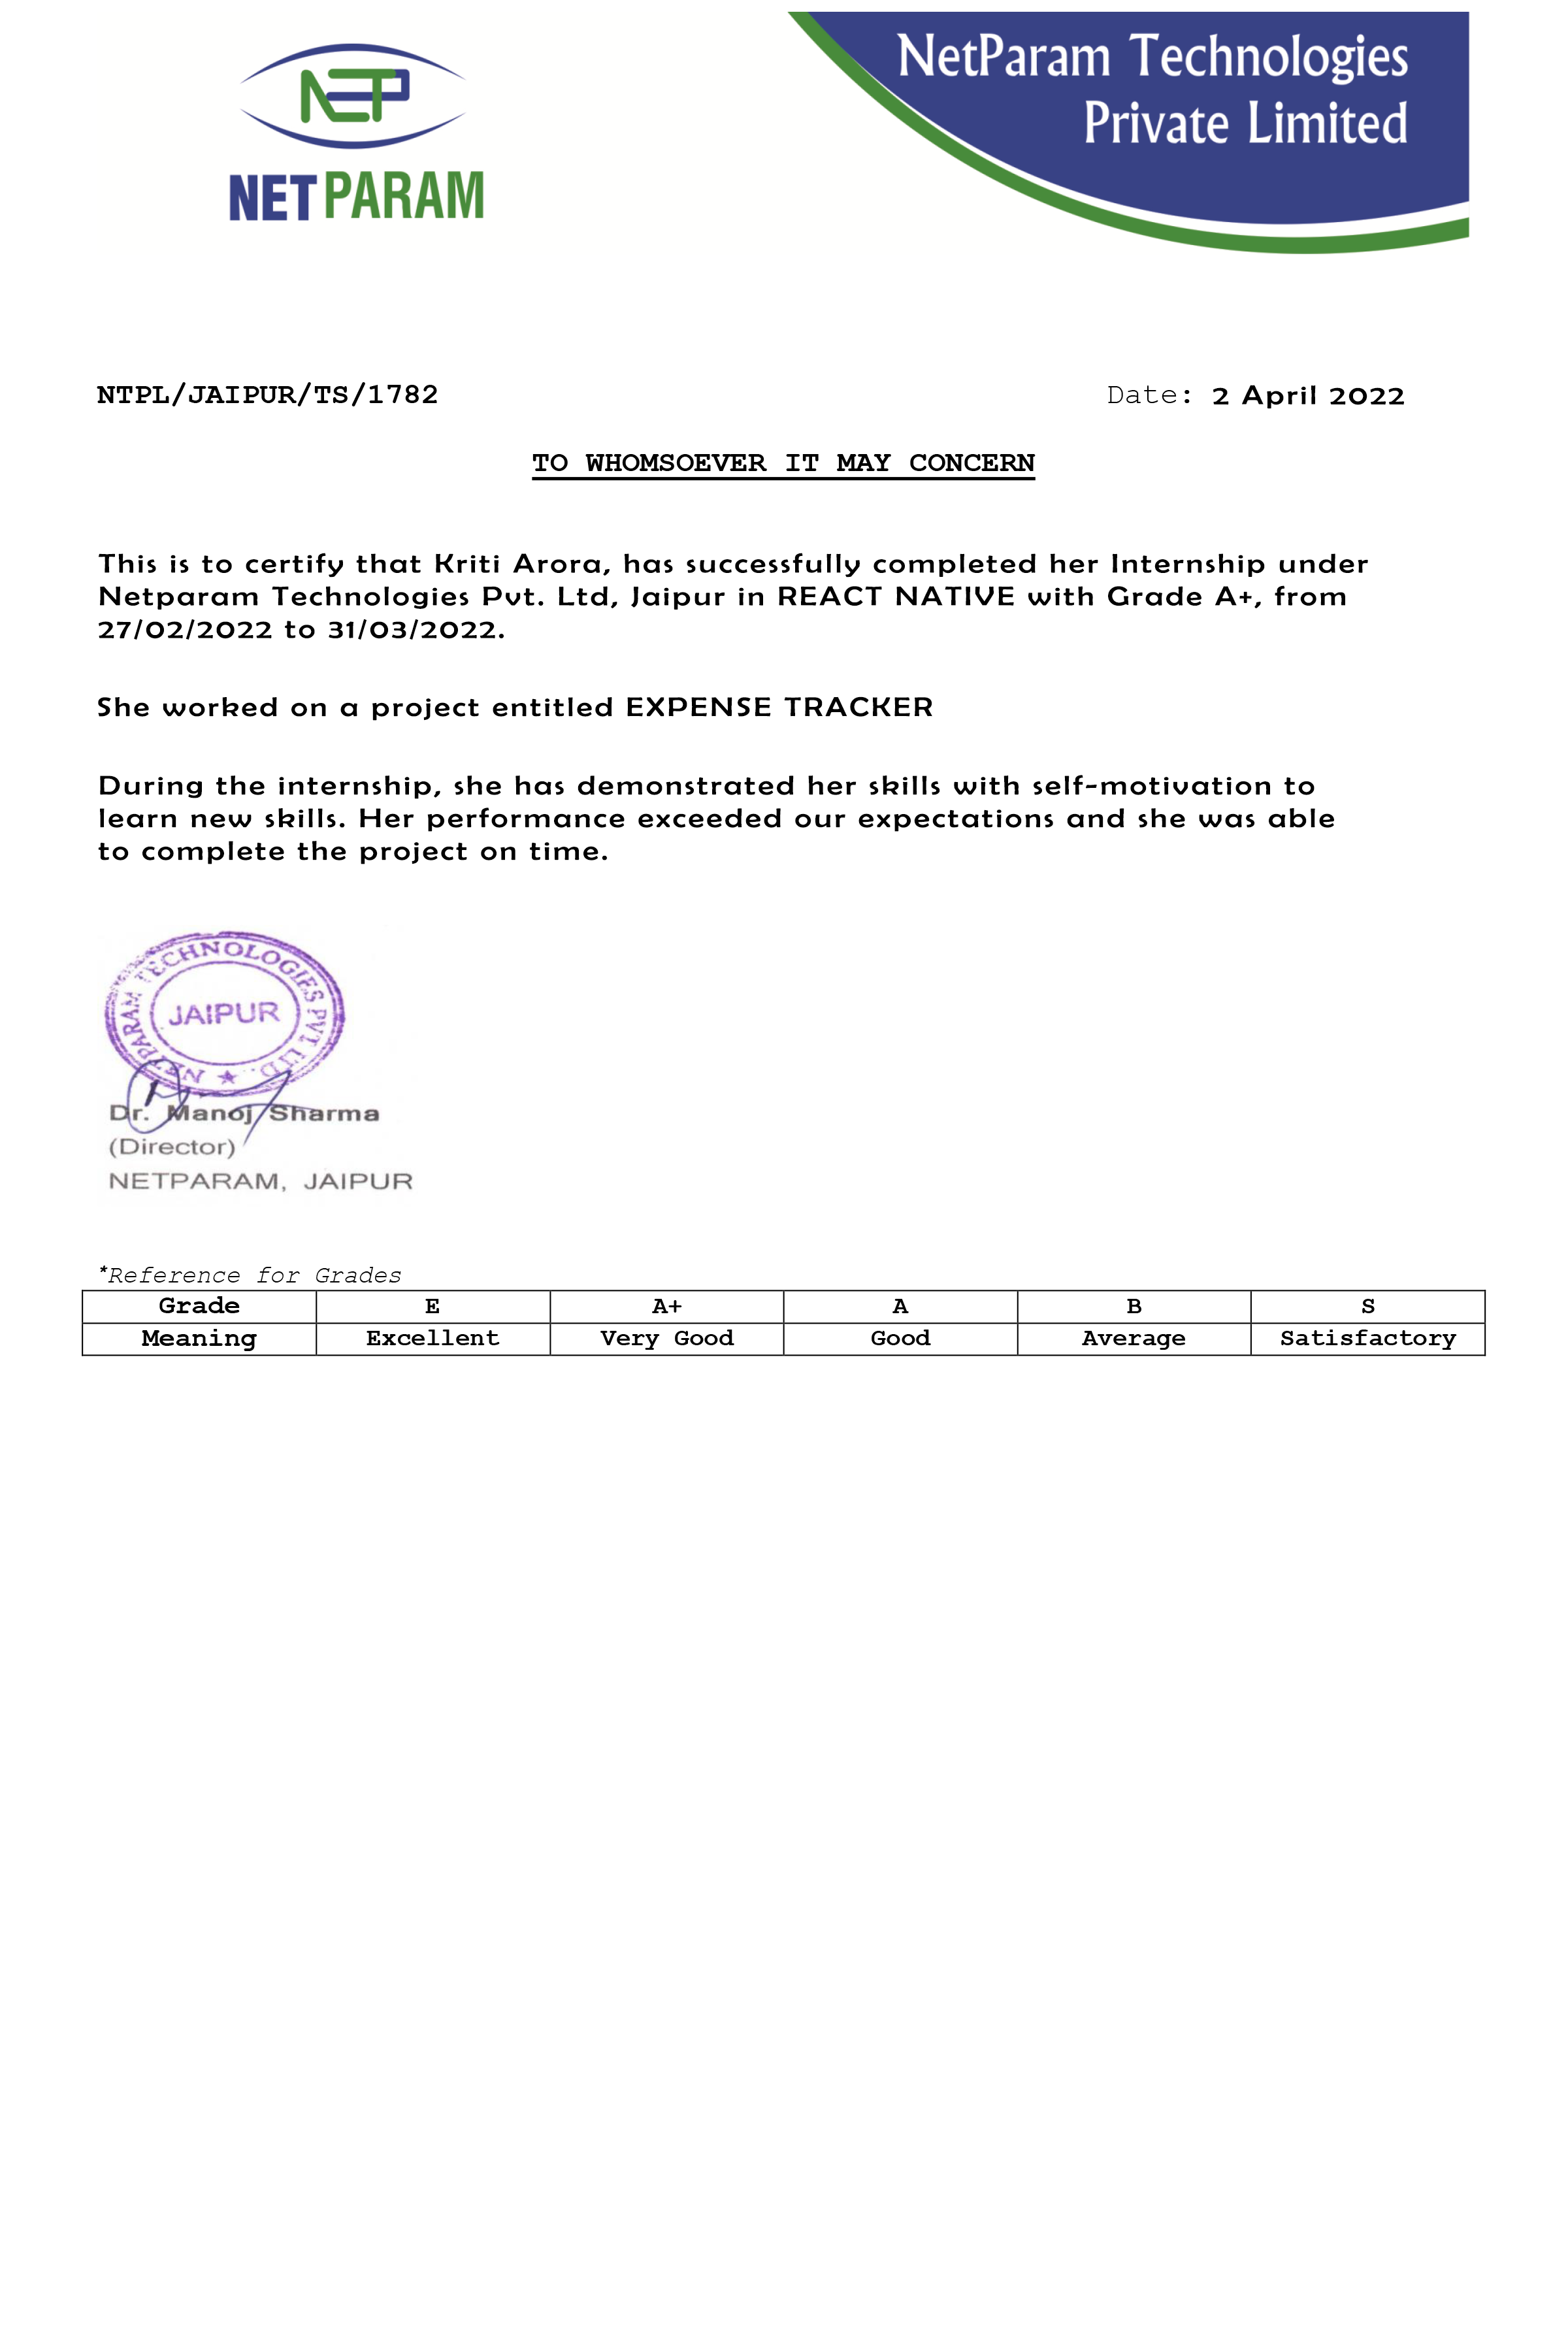 NEP
NETPARAM
NetParam Technologies
Private Limited
NTPL/JAIPUR/TS/1782 Date: 2 April 2022
TO WHOMSOEVER IT MAY CONCERN
This is to certify that Kriti Arora, has successfully completed her Internship under
Netparam Technologies Pvt. Ltd, Jaipur in REACT NATIVE with Grade A+, from
27/02/2022 to 31/03/2022.
She worked on a project entitled EXPENSE TRACKER
During the internship, she has demonstrated her skills with self-motivation to
learn new skills. Her performance exceeded our expectations and she was able
to complete the project on time.
NETPARAM TECHNOLOGIES PVT LTD.
JAIPUR
Dr. Manoj Sharma
(Director)
NETPARAM, JAIPUR
*Reference for Grades
Grade E A+ A B S
Meaning Excellent Very Good Good Average Satisfactory